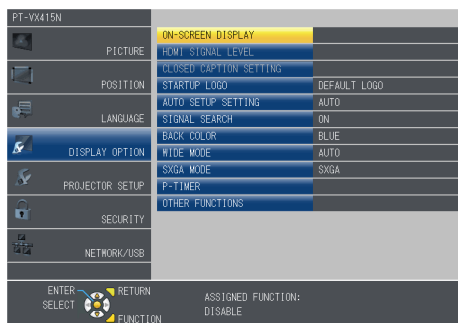 PT-VX415N
PICTURE
POSITION
LANGUAGE
DISPLAY OPTION
PROJECTOR SETUP
SECURITY
NETWORK/USB
ON-SCREEN DISPLAY
HDMI SIGNAL LEVEL
CLOSED CAPTION SETTING
STARTUP LOGO DEFAULT LOGO
AUTO SETUP SETTING AUTO
SIGNAL SEARCH ON
BACK COLOR BLUE
WIDE MODE AUTO
SXGA MODE SXGA
P-TIMER
OTHER FUNCTIONS
ENTER RETURN
SELECT
FUNCTION
ASSIGNED FUNCTION:
DISABLE